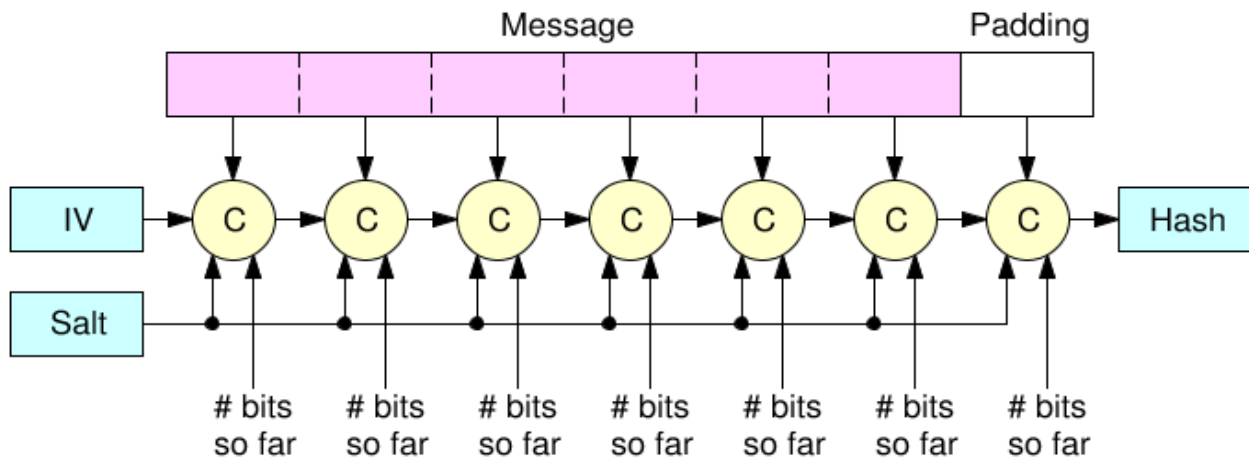 Message Padding
IV C C C C C C C Hash
Salt
# bits # bits # bits # bits # bits # bits # bits
so far so far so far so far so far so far so far